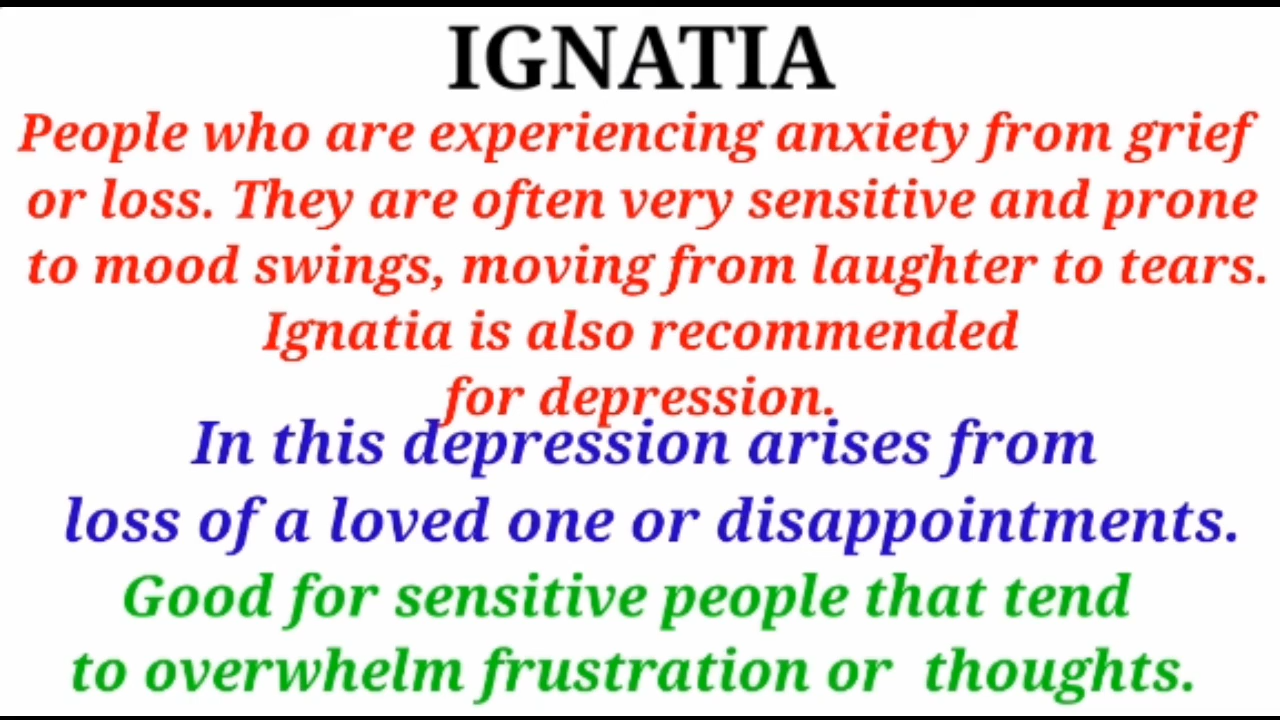 IGNATIA
People who are experiencing anxiety from grief
or loss. They are often very sensitive and prone
to mood swings, moving from laughter to tears.
Ignatia is also recommended
for depression.
In this depression arises from
loss of a loved one or disappointments.
Good for sensitive people that tend
to overwhelm frustration or  thoughts.